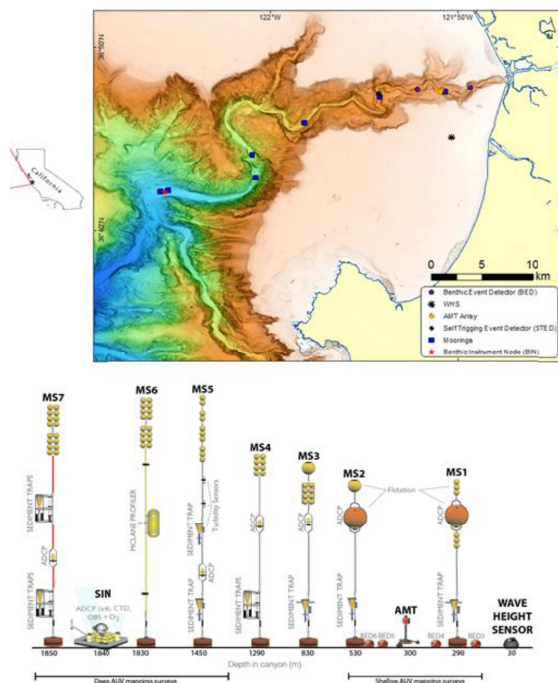 122°W
121°50'W
36°50'N
36°40'N
California
0 5 10
km
Benthic Event Detector (BED)
WHS
AMT Array
Self Trigging Event Detector (STED)
Moorings
Benthic Instrument Node (BIN)
MS7
MS6
MS5
MS4
MS3
MS2
MS1
Flotation
SEDIMENT TRAPS
ADCP
SEDIMENT TRAPS
SIN
ADCP (x4), CTD,
OBS + O2
MCLANE PROFILER
Turbidity Sensors
SEDIMENT TRAP
ADCP
SEDIMENT TRAP
ADCP
SEDIMENT TRAPS
ADCP
SEDIMENT TRAP
ADCP
SEDIMENT TRAP
ADCP
SEDIMENT TRAP
AMT
WAVE
HEIGHT
SENSOR
BED6
BED5
BED4
BED3
1850
1840
1830
1450
1290
830
530
300
290
30
Depth in canyon (m)
Deep AUV mapping surveys
Shallow AUV mapping surveys